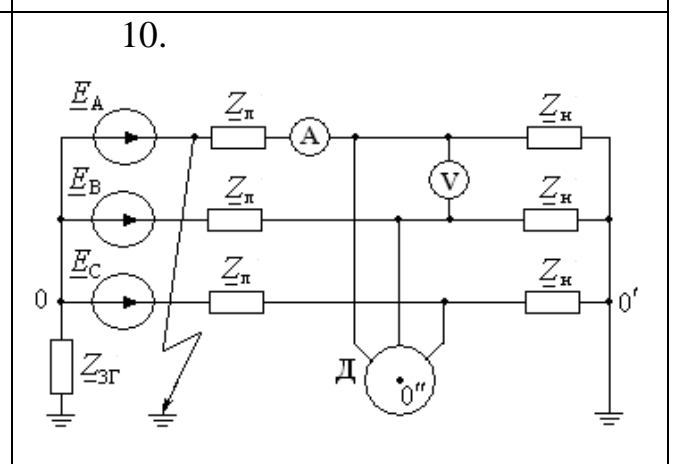 10.
E_A Z_л A Z_н
V
E_B Z_л Z_н
E_C Z_л Z_н
0 0′
Z_ЗГ Д 0″